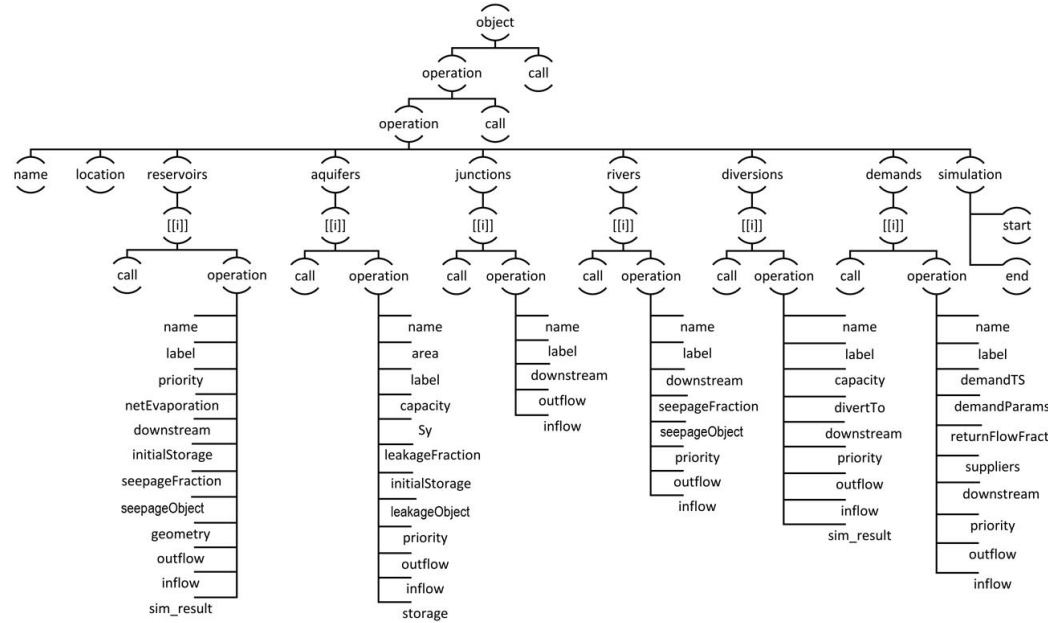 object
operation
call
operation
call
name
location
reservoirs
aquifers
junctions
rivers
diversions
demands
simulation
[[i]]
[[i]]
[[i]]
[[i]]
[[i]]
[[i]]
start
end
call
operation
call
operation
call
operation
call
operation
call
operation
call
operation
name
label
priority
netEvaporation
downstream
initialStorage
seepageFraction
seepageObject
geometry
outflow
inflow
sim_result
name
area
label
capacity
Sy
leakageFraction
initialStorage
leakageObject
priority
outflow
inflow
storage
name
label
downstream
outflow
inflow
name
label
downstream
seepageFraction
seepageObject
priority
outflow
inflow
name
label
capacity
divertTo
downstream
priority
outflow
inflow
sim_result
name
label
demandTS
demandParams
returnFlowFract
suppliers
downstream
priority
outflow
inflow